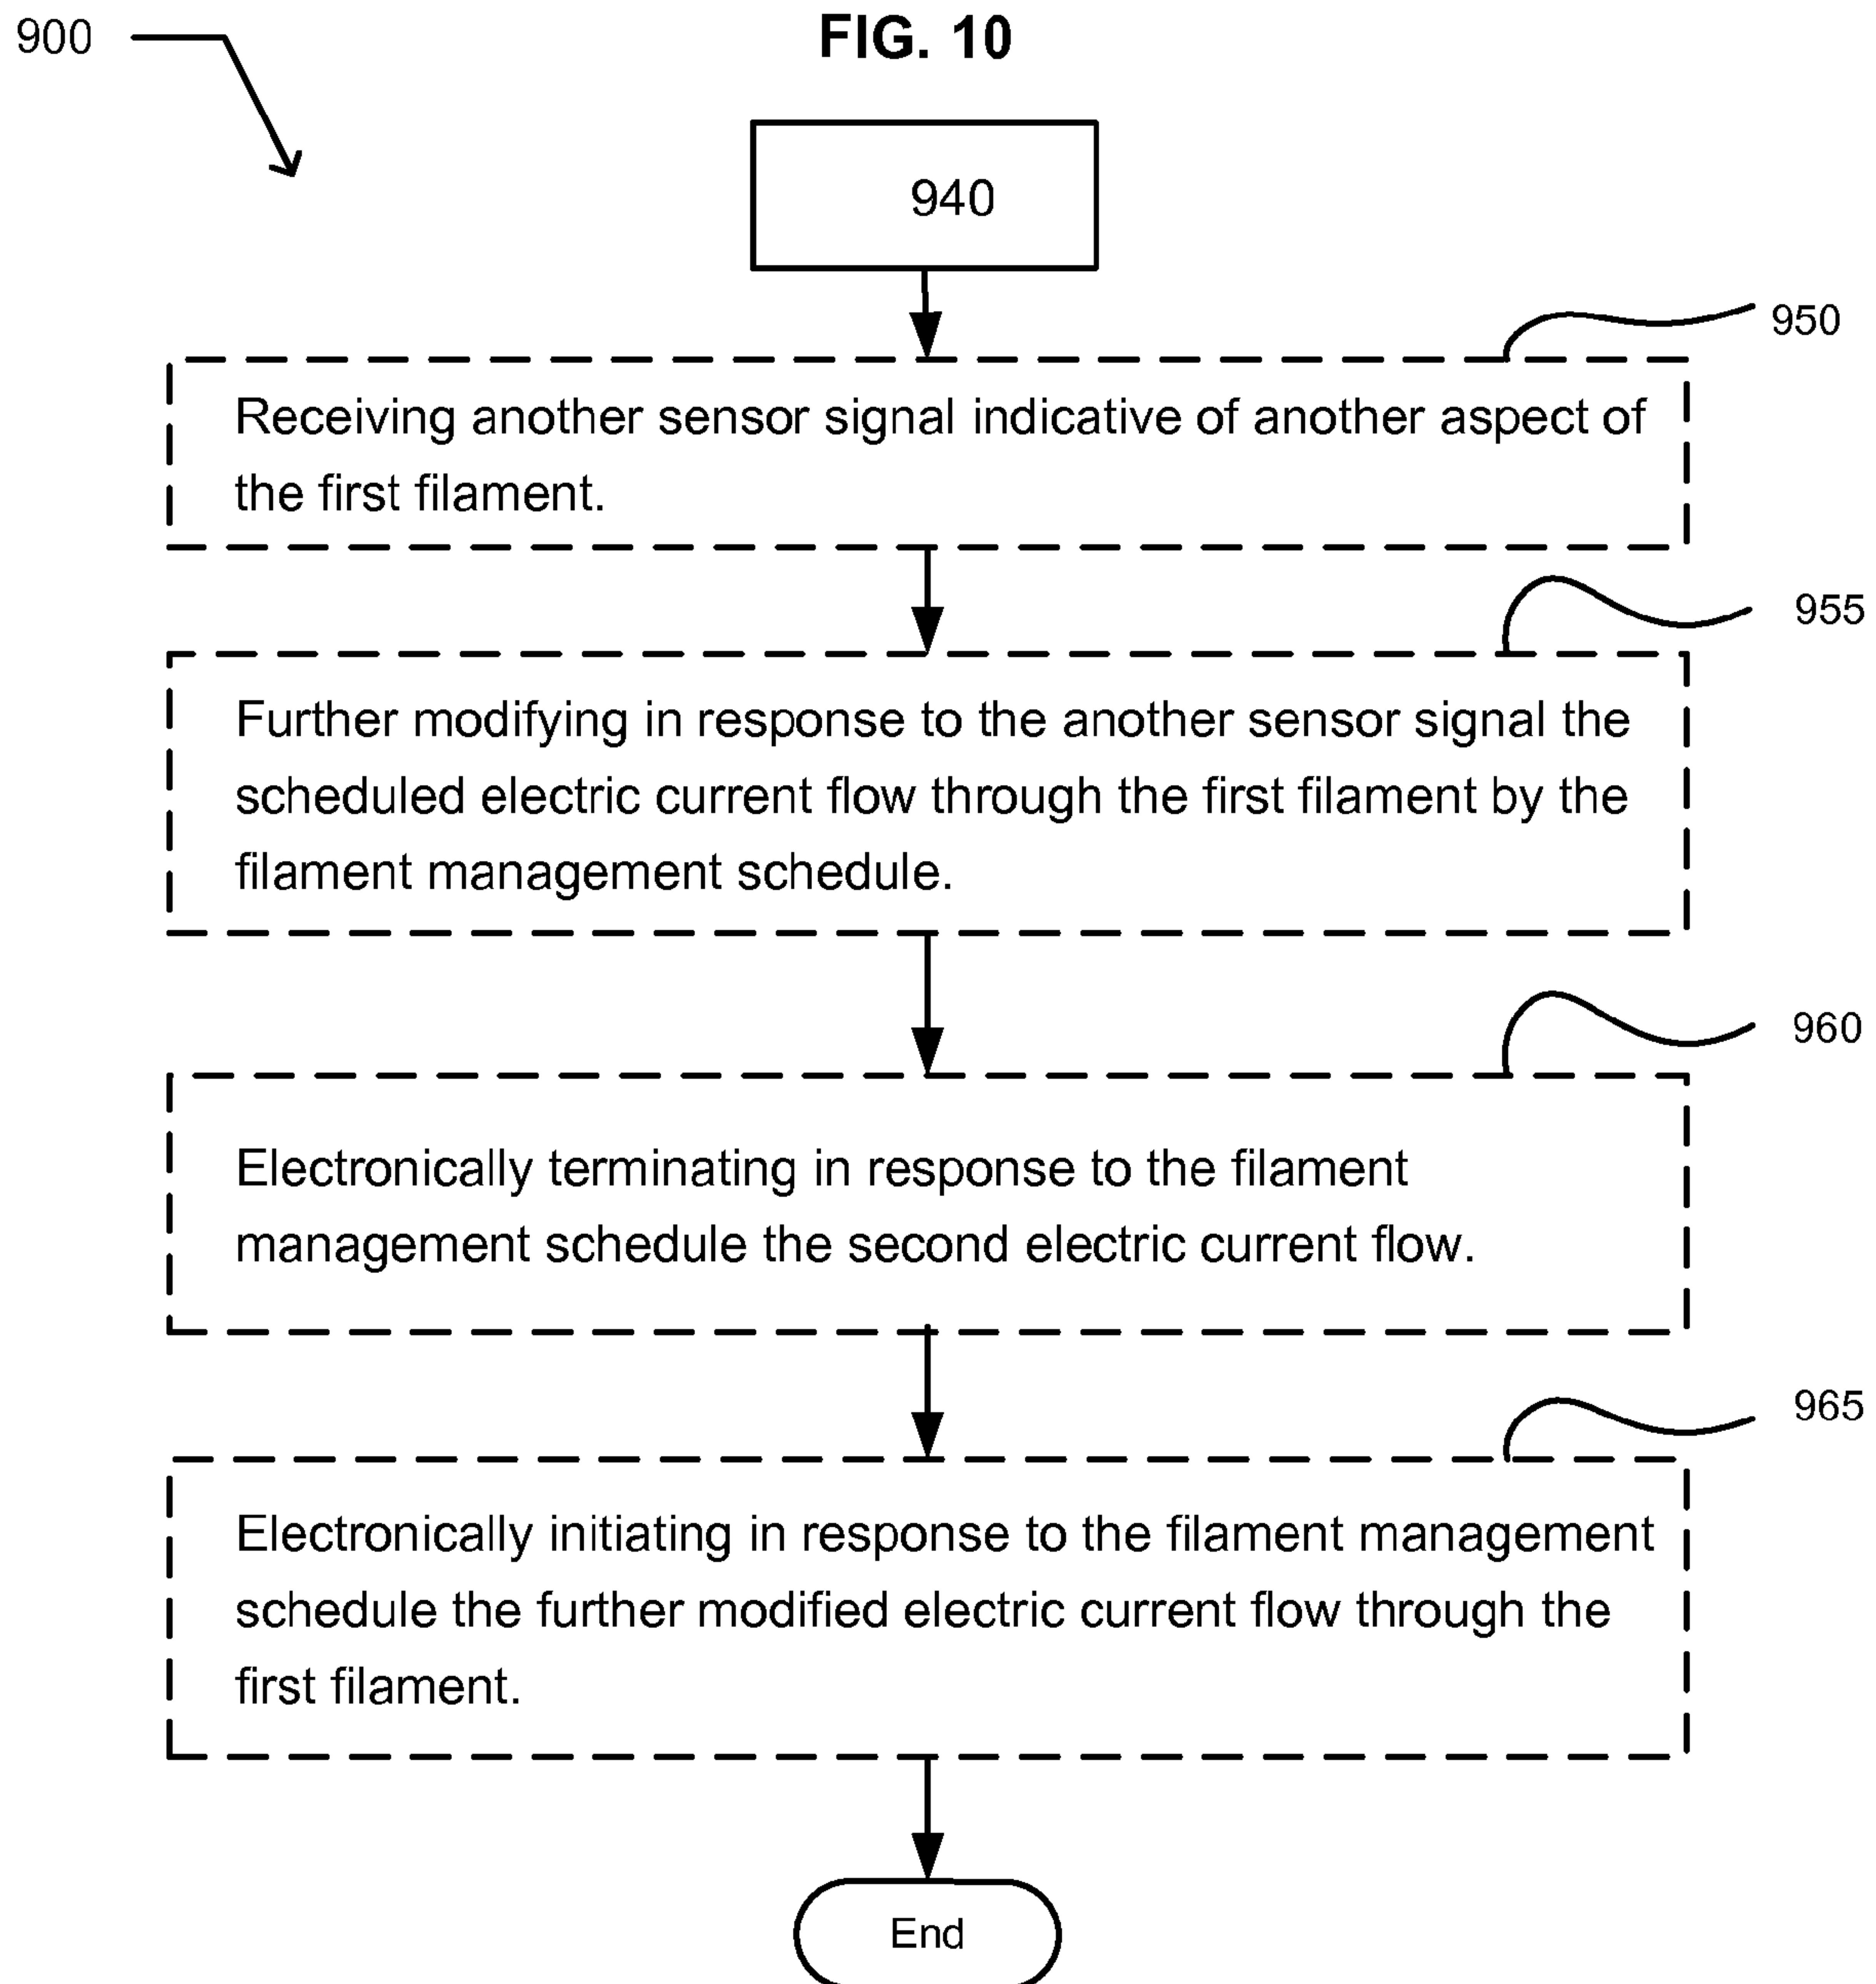 900
FIG. 10
940
950
Receiving another sensor signal indicative of another aspect of
the first filament.
955
Further modifying in response to the another sensor signal the
scheduled electric current flow through the first filament by the
filament management schedule.
960
Electronically terminating in response to the filament
management schedule the second electric current flow.
965
Electronically initiating in response to the filament management
schedule the further modified electric current flow through the
first filament.
End